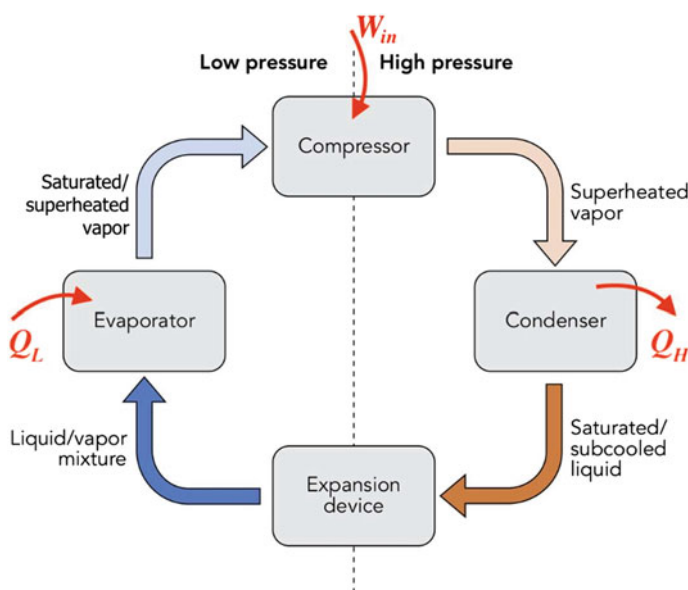 W_in
Low pressure
High pressure
Compressor
Saturated/
superheated
vapor
Superheated
vapor
Q_L
Evaporator
Condenser
Q_H
Liquid/vapor
mixture
Saturated/
subcooled
liquid
Expansion
device